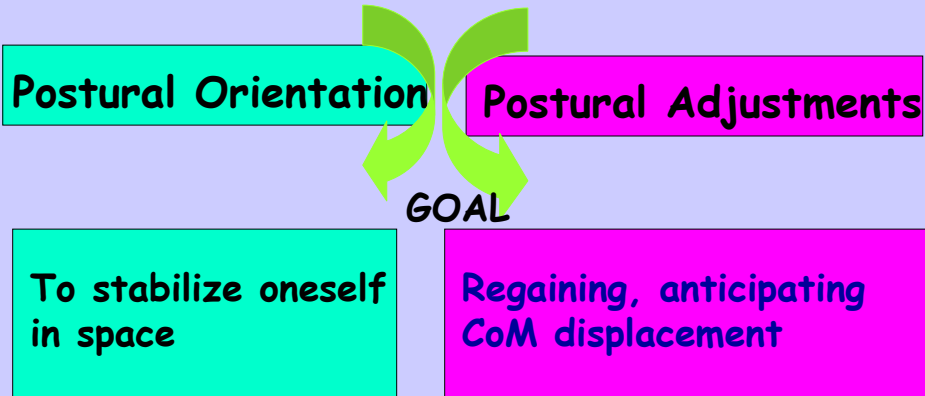 Postural Orientation
Postural Adjustments
GOAL
To stabilize oneself
in space
Regaining, anticipating
CoM displacement